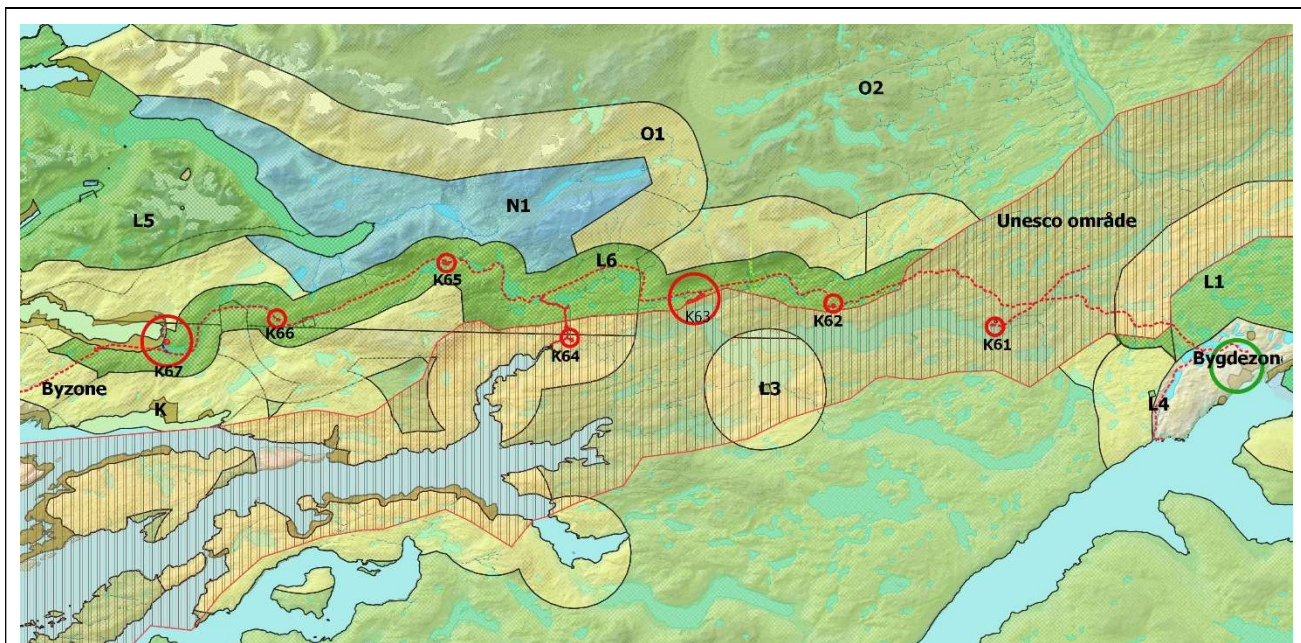 O2
O1
N1
Unesco område
L5
L6
K65
L1
K63
K62
K66
K61
K64
K67
Bygdezon
L3
Byzone
K
L4